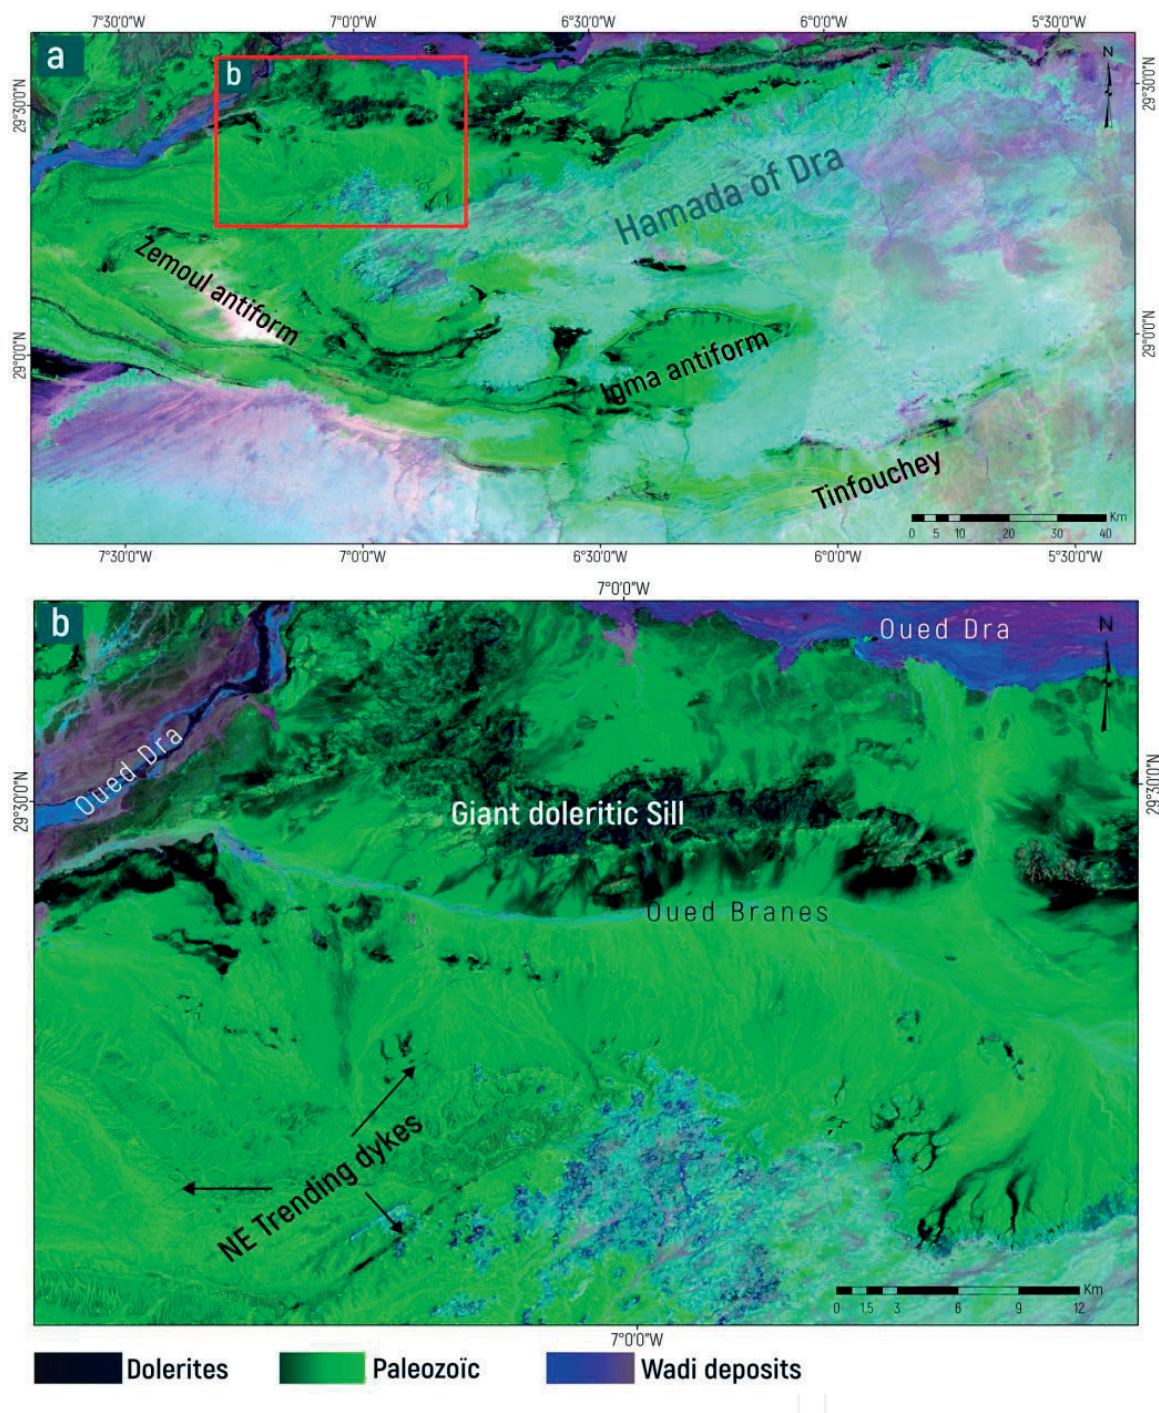 7°30'0"W 7°0'0"W 6°30'0"W 6°0'0"W 5°30'0"W
a
b
N
29°30'0"N
29°30'0"N
Hamada of Dra
Zemoul antiform
29°0'0"N
29°0'0"N
Igma antiform
Tinfouchey
Km
0 5 10 20 30 40
7°30'0"W 7°0'0"W 6°30'0"W 6°0'0"W 5°30'0"W
7°0'0"W
b
Oued Dra
N
Oued Dra
29°30'0"N
29°30'0"N
Giant doleritic Sill
Oued Branes
NE Trending dykes
Km
0 1,5 3 6 9 12
7°0'0"W
Dolerites Paleozoïc Wadi deposits